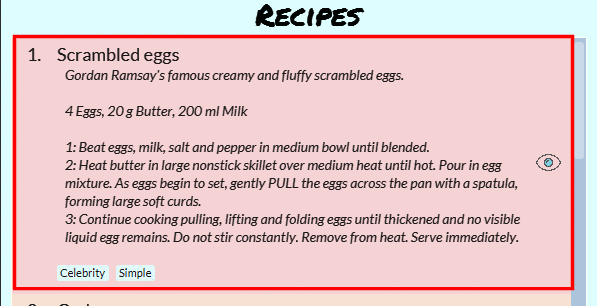 RECIPES
1. Scrambled eggs
Gordan Ramsay's famous creamy and fluffy scrambled eggs.
4 Eggs, 20 g Butter, 200 ml Milk
1: Beat eggs, milk, salt and pepper in medium bowl until blended.
2: Heat butter in large nonstick skillet over medium heat until hot. Pour in egg
mixture. As eggs begin to set, gently PULL the eggs across the pan with a spatula,
forming large soft curds.
3: Continue cooking pulling, lifting and folding eggs until thickened and no visible
liquid egg remains. Do not stir constantly. Remove from heat. Serve immediately.
Celebrity Simple